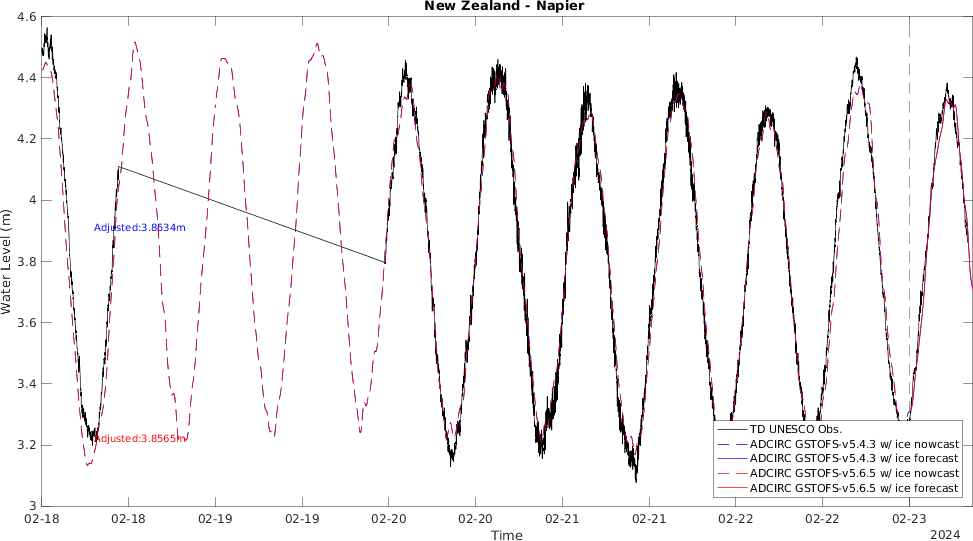 New Zealand - Napier
4.6
4.4
4.2
4
3.8
3.6
3.4
3.2
3
Water Level (m)
Adjusted:3.8534m
Adjusted:3.8565m
TD UNESCO Obs.
ADCIRC GSTOFS-v5.4.3 w/ ice nowcast
ADCIRC GSTOFS-v5.4.3 w/ ice forecast
ADCIRC GSTOFS-v5.6.5 w/ ice nowcast
ADCIRC GSTOFS-v5.6.5 w/ ice forecast
02-18 02-18 02-19 02-19 02-20 02-20 02-21 02-21 02-22 02-22 02-23
Time
2024